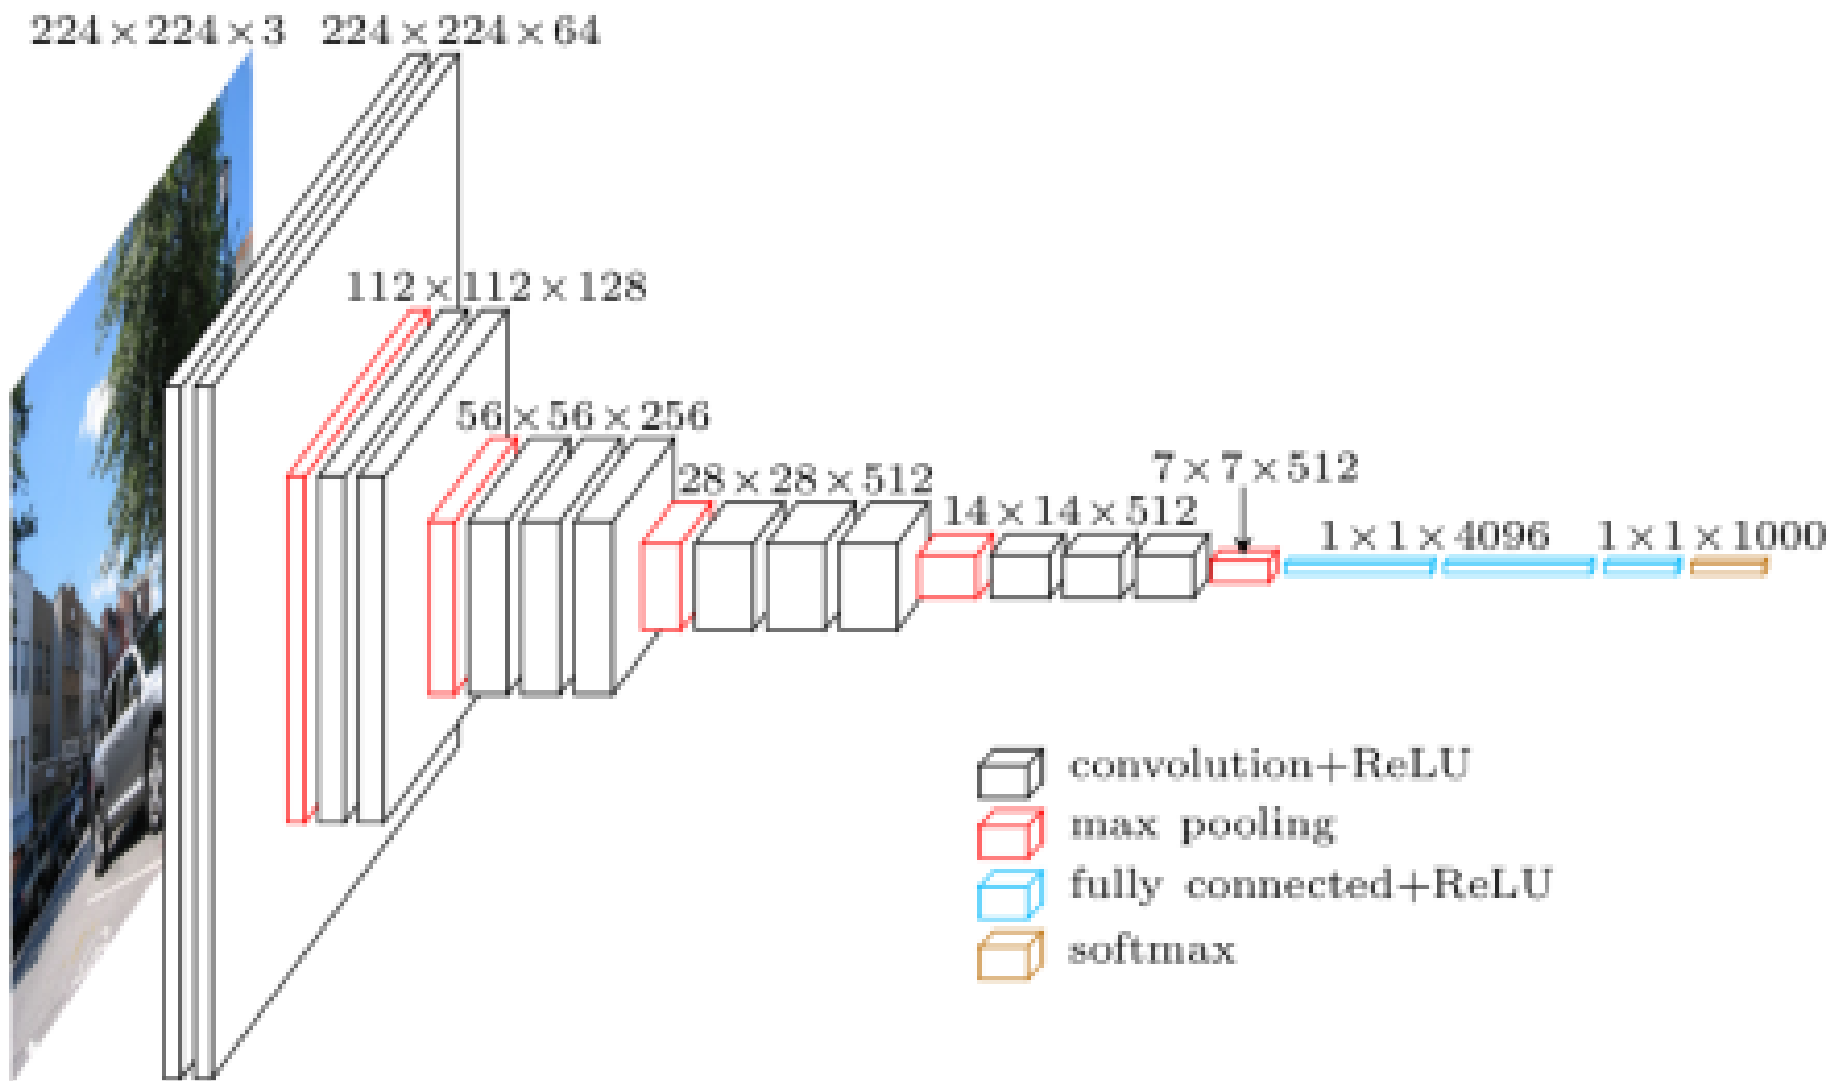 224 × 224 × 3
224 × 224 × 64
112 × 112 × 128
56 × 56 × 256
28 × 28 × 512
14 × 14 × 512
7 × 7 × 512
1 × 1 × 4096
1 × 1 × 1000
convolution+ReLU
max pooling
fully connected+ReLU
softmax